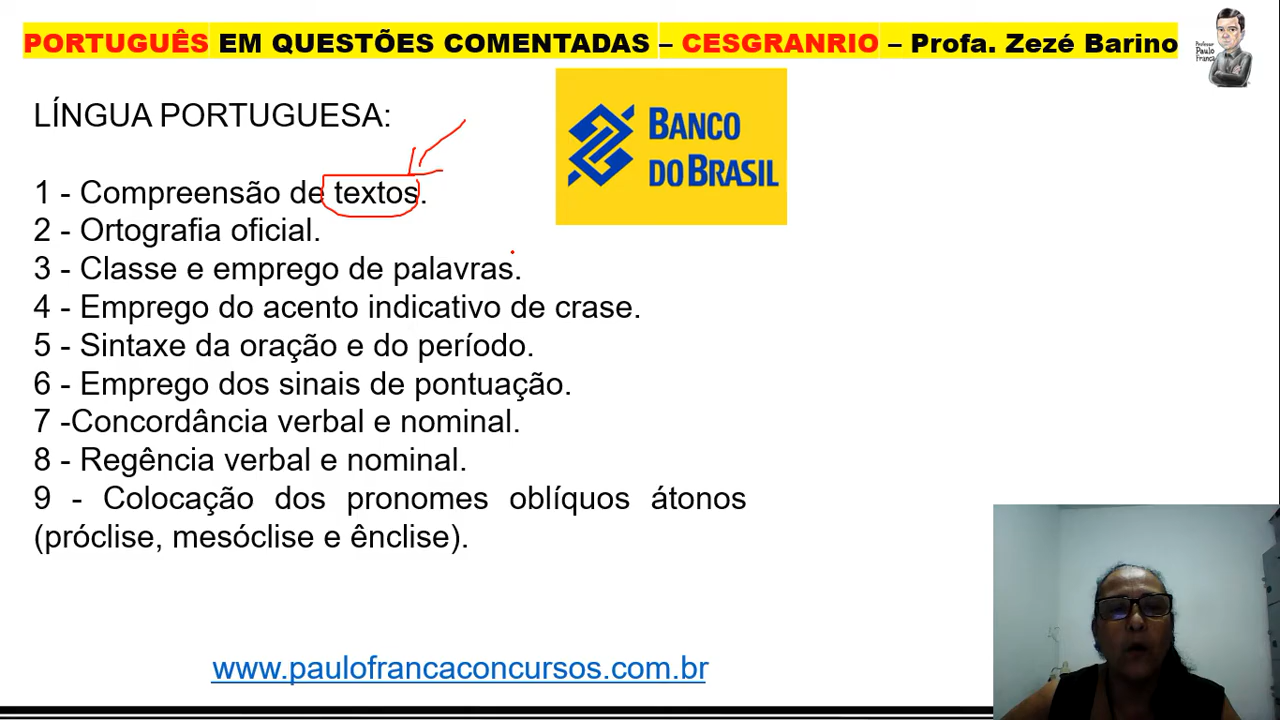 PORTUGUÊS EM QUESTÕES COMENTADAS – CESGRANRIO – Profa. Zezé Barino
Professor
Paulo
França
BANCO
DO BRASIL
LÍNGUA PORTUGUESA:
1 - Compreensão de textos.
2 - Ortografia oficial.
3 - Classe e emprego de palavras.
4 - Emprego do acento indicativo de crase.
5 - Sintaxe da oração e do período.
6 - Emprego dos sinais de pontuação.
7 -Concordância verbal e nominal.
8 - Regência verbal e nominal.
9 - Colocação dos pronomes oblíquos átonos
(próclise, mesóclise e ênclise).
www.paulofrancaconcursos.com.br